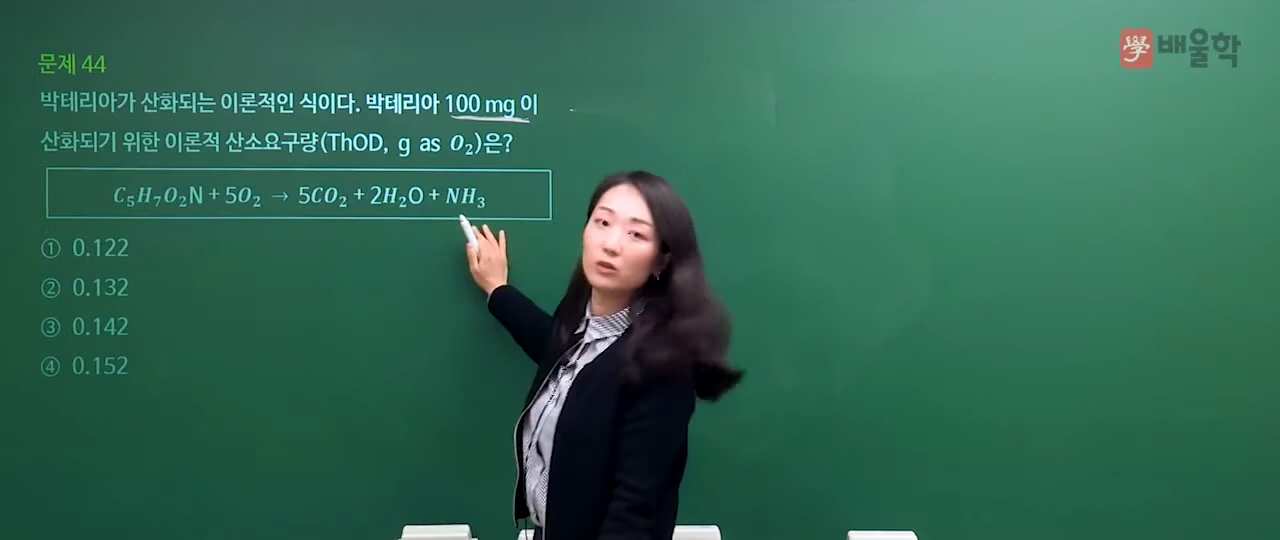 學배울학
문제 44
박테리아가 산화되는 이론적인 식이다. 박테리아 100 mg 이
산화되기 위한 이론적 산소요구량(ThOD, g as O₂)은?
C₅H₇O₂N + 5O₂ → 5CO₂ + 2H₂O + NH₃
① 0.122
② 0.132
③ 0.142
④ 0.152